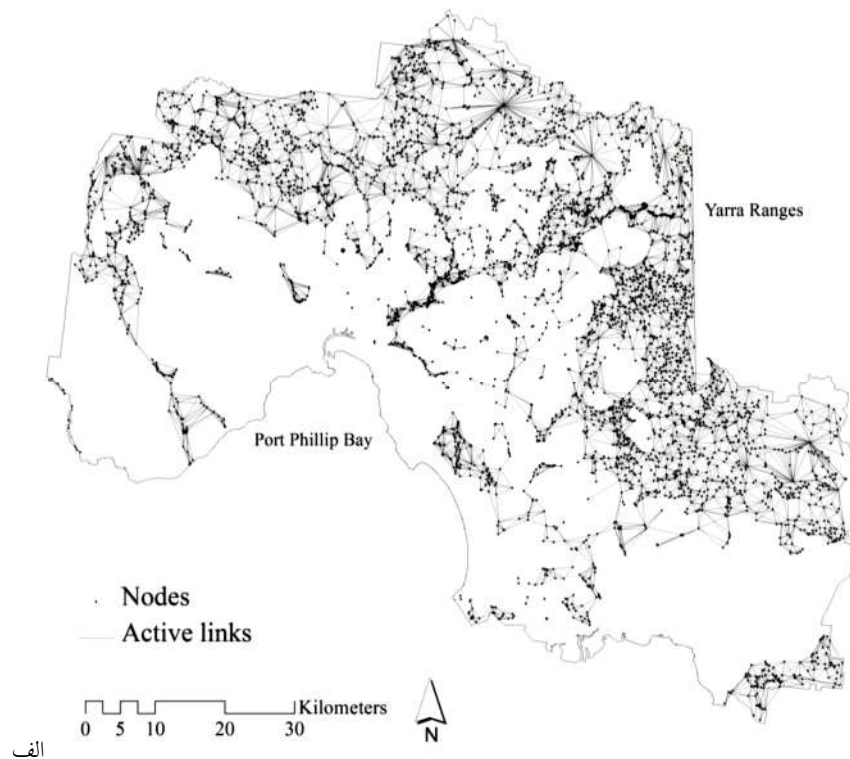 Yarra Ranges
Port Phillip Bay
Nodes
Active links
Kilometers
0 5 10 20 30
N
الف